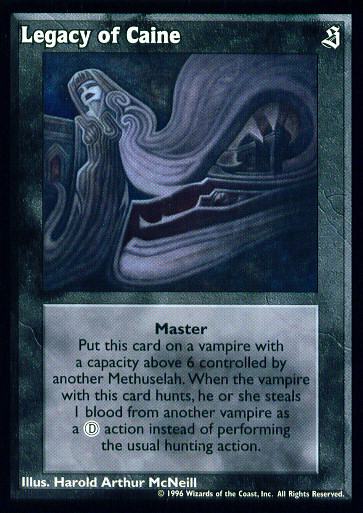 Legacy of Caine
Master
Put this card on a vampire with
a capacity above 6 controlled by
another Methuselah. When the vampire
with this card hunts, he or she steals
1 blood from another vampire as
a D action instead of performing
the usual hunting action.
Illus. Harold Arthur McNeill
© 1996 Wizards of the Coast, Inc. All Rights Reserved.